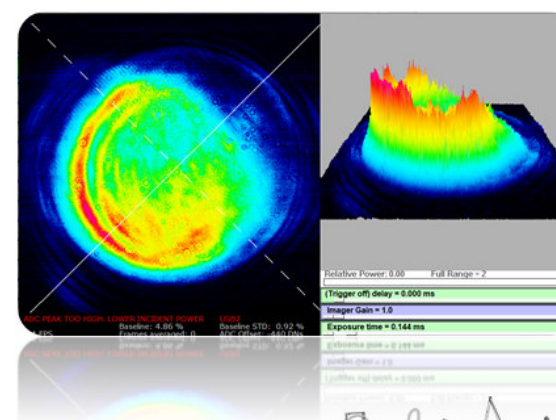 ADC PEAK TOO HIGH. LOWER INCIDENT POWER USB2
Baseline: 4.86 % Baseline STD: 0.92 %
FPS Frames averaged: 0 ADC Offset: -440 DNs
Relative Power: 0.00 Full Range = 2
(Trigger off) delay = 0.000 ms
Imager Gain = 1.0
Exposure time = 0.144 ms